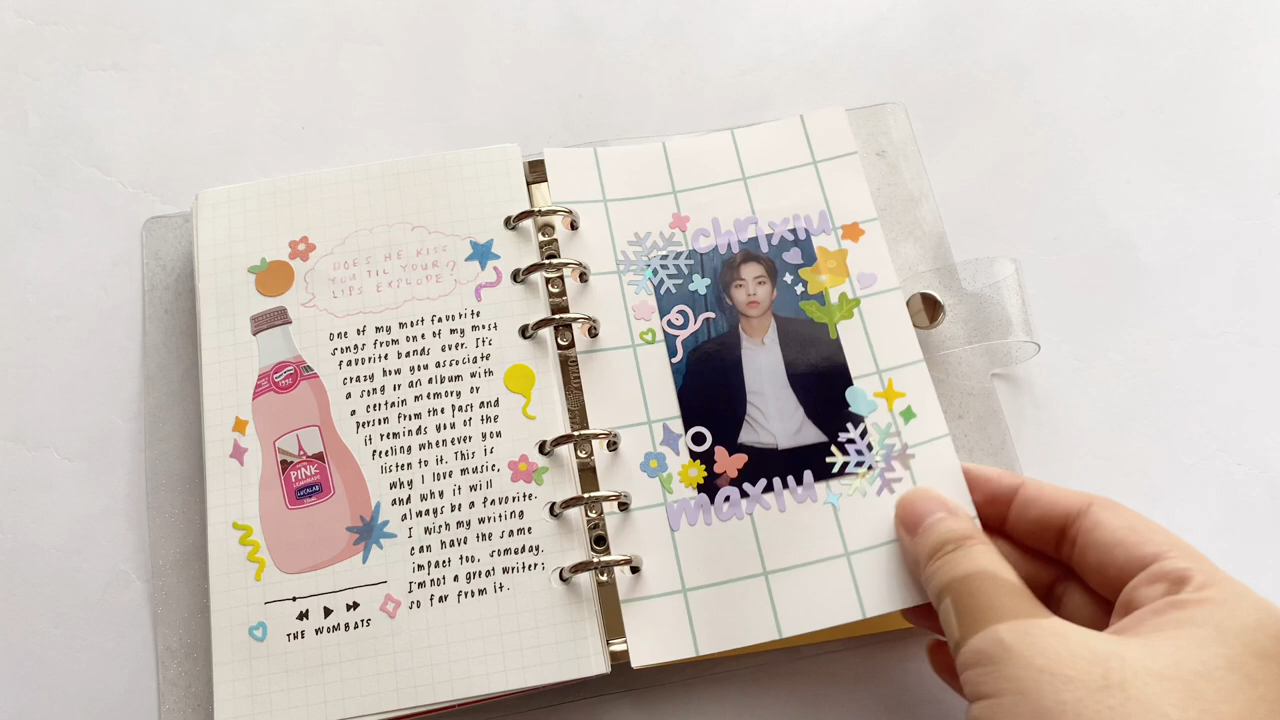 DOES HE KISS
YOU 'TIL YOUR
LIPS EXPLODE?
one of my most favorite
songs from one of my most
favorite bands ever. It's
crazy how you associate
a song or an album with
a certain memory or
person from the past and
it reminds you of the
feeling whenever you
listen to it. This is
why I love music,
and why it will
always be a favorite.
I wish my writing
can have the same
impact too, someday.
I'm not a great writer;
so far from it.
1992
PINK
LEMONADE
LUCALAB
THE WOMBATS
chrixiu
maxiu